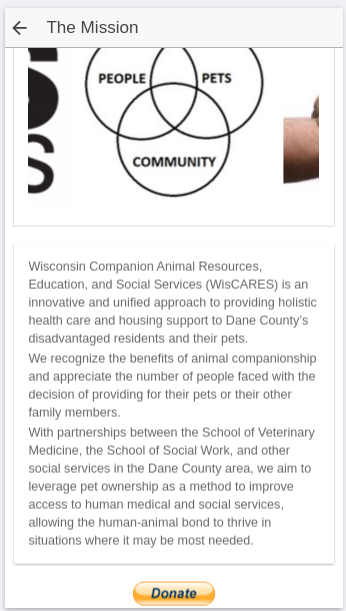 The Mission
PEOPLE PETS
COMMUNITY
S
Wisconsin Companion Animal Resources,
Education, and Social Services (WisCARES) is an
innovative and unified approach to providing holistic
health care and housing support to Dane County's
disadvantaged residents and their pets.
We recognize the benefits of animal companionship
and appreciate the number of people faced with the
decision of providing for their pets or their other
family members.
With partnerships between the School of Veterinary
Medicine, the School of Social Work, and other
social services in the Dane County area, we aim to
leverage pet ownership as a method to improve
access to human medical and social services,
allowing the human-animal bond to thrive in
situations where it may be most needed.
Donate